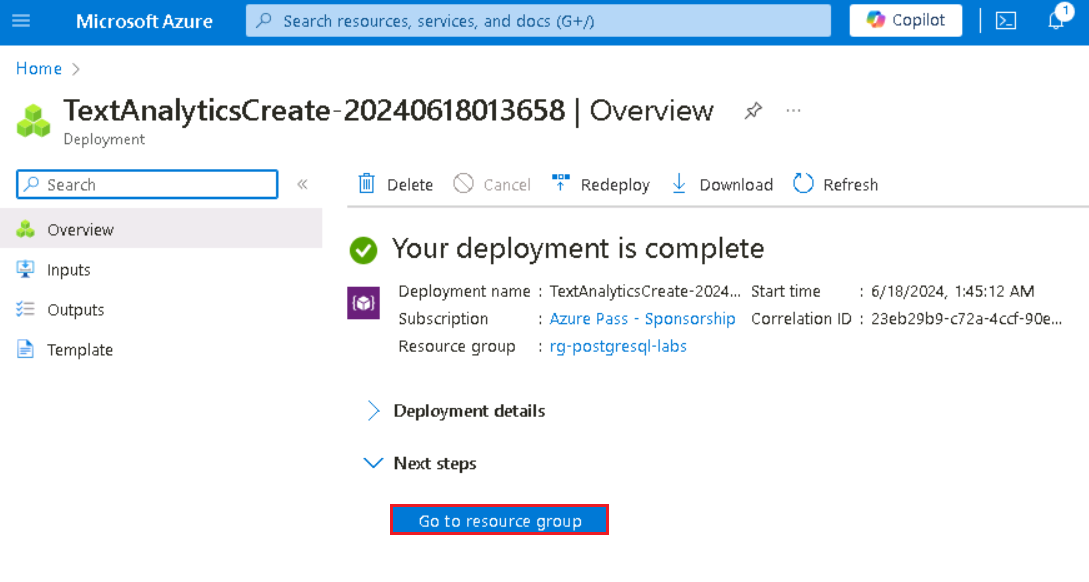 Microsoft Azure
Search resources, services, and docs (G+/)
Copilot
1
Home >
TextAnalyticsCreate-20240618013658 | Overview
...
Deployment
Search
«
Delete
Cancel
Redeploy
Download
Refresh
Overview
Inputs
Outputs
Template
Your deployment is complete
Deployment name : TextAnalyticsCreate-2024... Start time : 6/18/2024, 1:45:12 AM
Subscription : Azure Pass - Sponsorship Correlation ID : 23eb29b9-c72a-4ccf-90e...
Resource group : rg-postgresql-labs
Deployment details
Next steps
Go to resource group